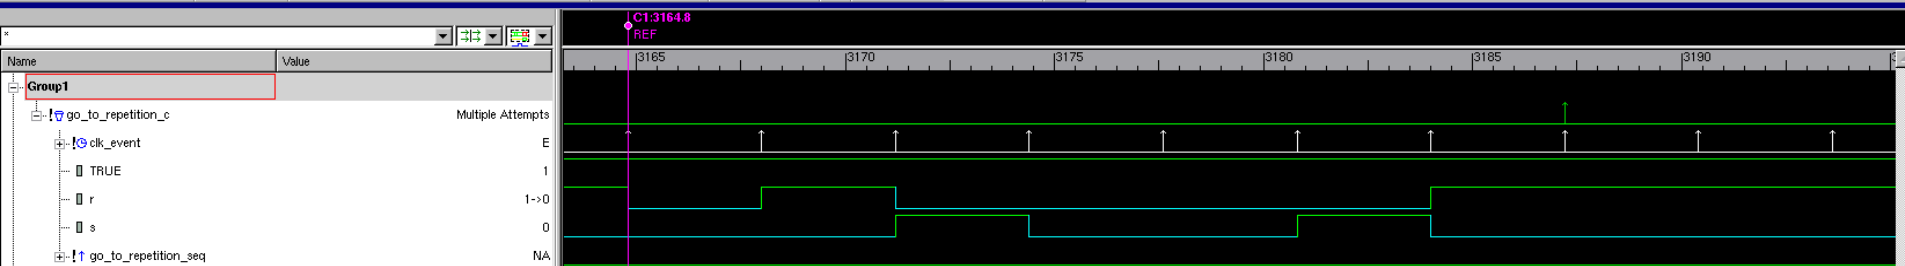 C1:3164.8
*
REF
Name Value 3165 3170 3175 3180 3185 3190
Group1
go_to_repetition_c Multiple Attempts
clk_event E
TRUE 1
r 1->0
s 0
go_to_repetition_seq NA